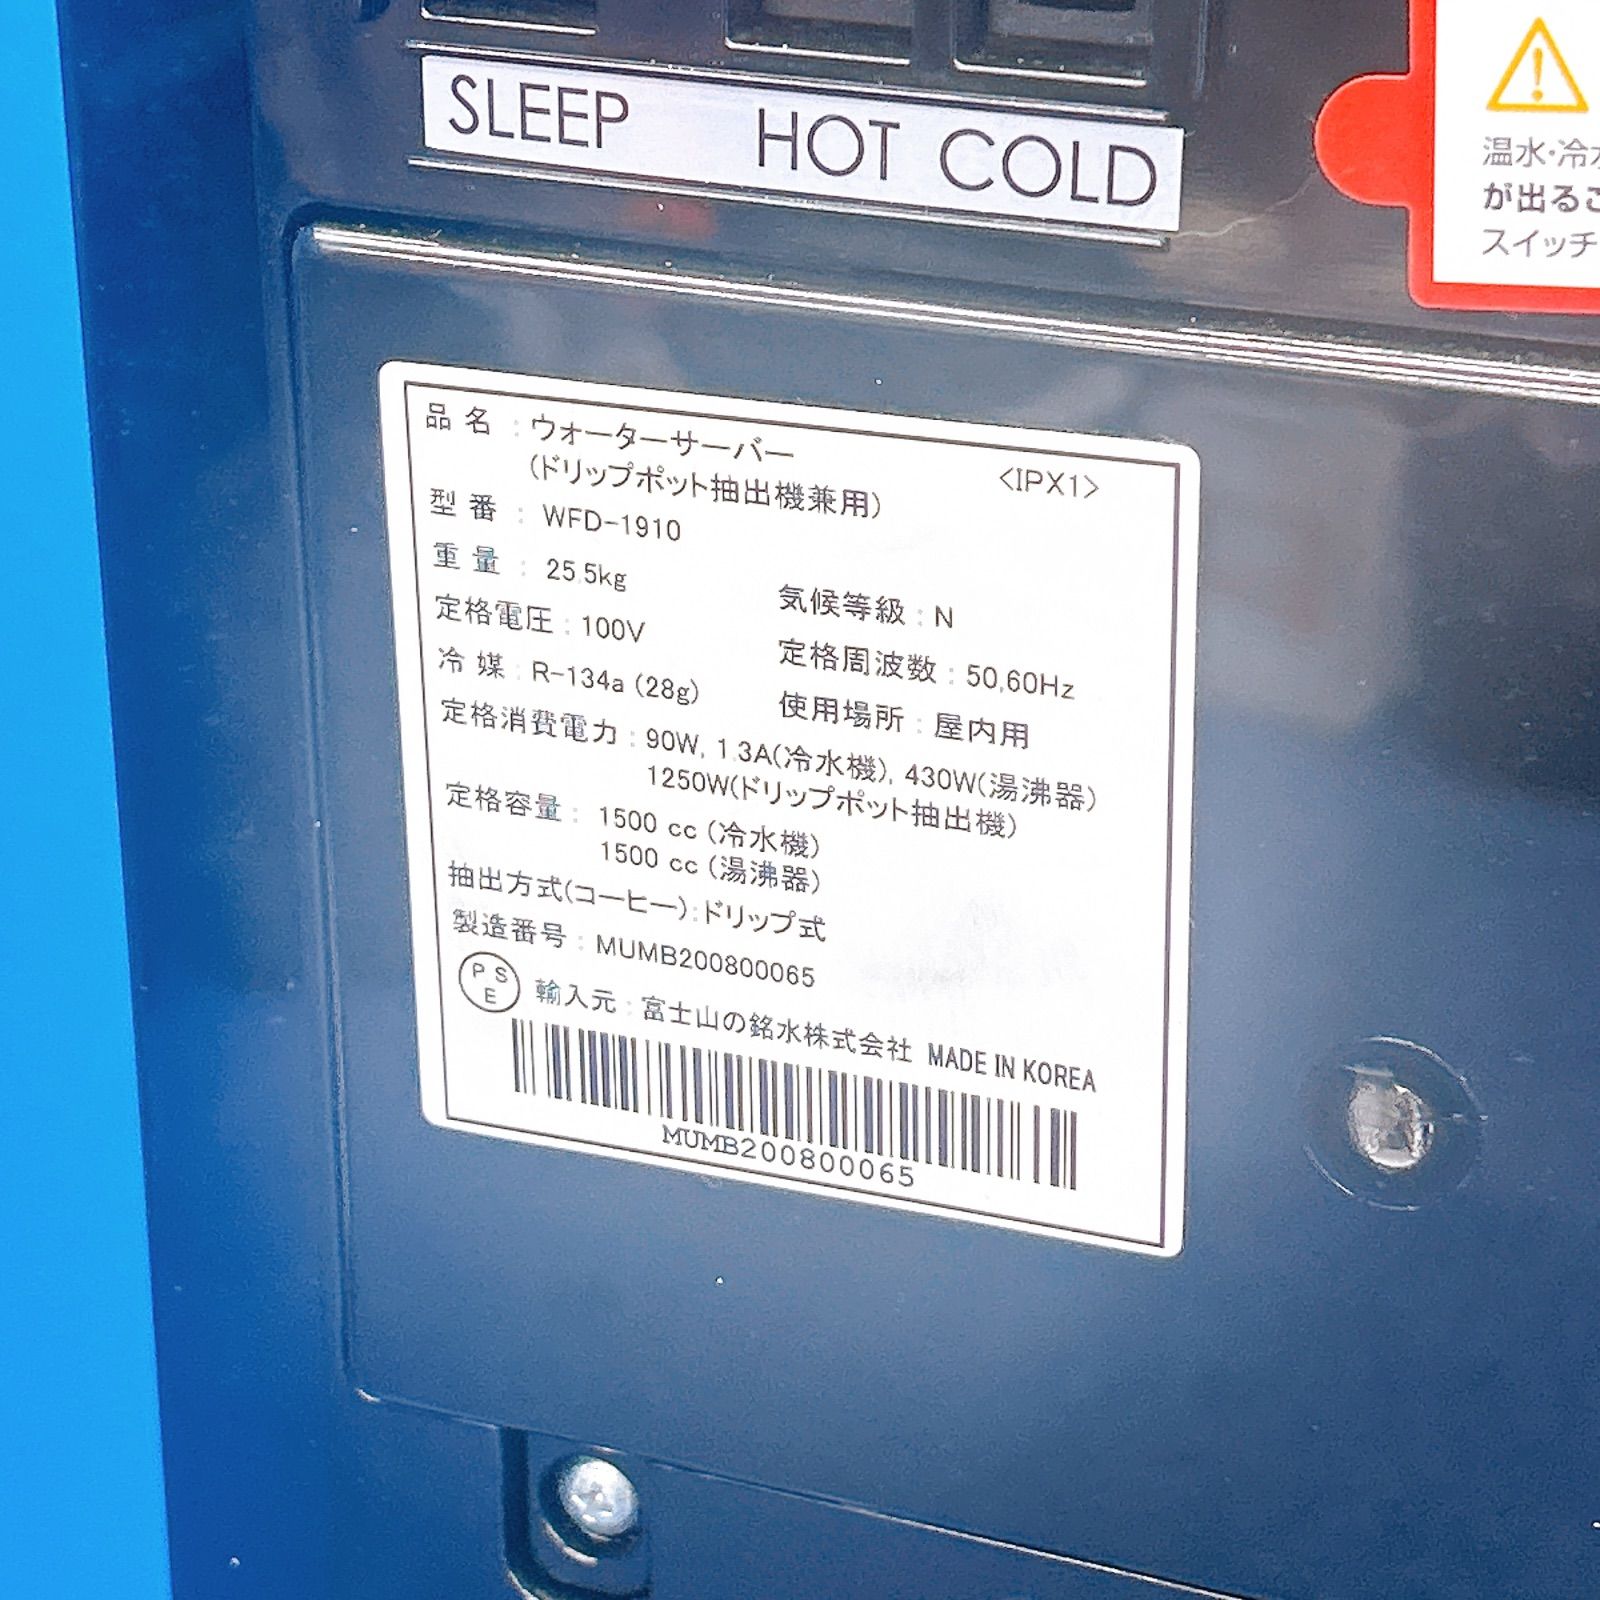 SLEEP HOT COLD
温水・冷水
が出るこ
スイッチ
品名：ウォーターサーバー
(ドリップポット抽出機兼用) <IPX1>
型番：WFD-1910
重量：25.5kg 気候等級：N
定格電圧：100V 定格周波数：50,60Hz
冷媒：R-134a (28g) 使用場所：屋内用
定格消費電力：90W, 1.3A(冷水機), 430W(湯沸器)
1250W(ドリップポット抽出機)
定格容量：1500 cc (冷水機)
1500 cc (湯沸器)
抽出方式(コーヒー)：ドリップ式
製造番号：MUMB200800065
PSE 輸入元：富士山の銘水株式会社 MADE IN KOREA
MUMB200800065